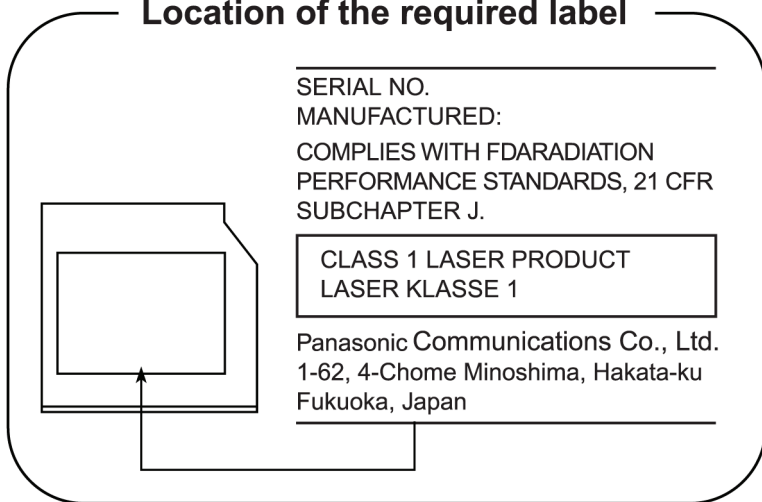 Location of the required label
SERIAL NO.
MANUFACTURED:
COMPLIES WITH FDARADIATION
PERFORMANCE STANDARDS, 21 CFR
SUBCHAPTER J.
CLASS 1 LASER PRODUCT
LASER KLASSE 1
Panasonic Communications Co., Ltd.
1-62, 4-Chome Minoshima, Hakata-ku
Fukuoka, Japan